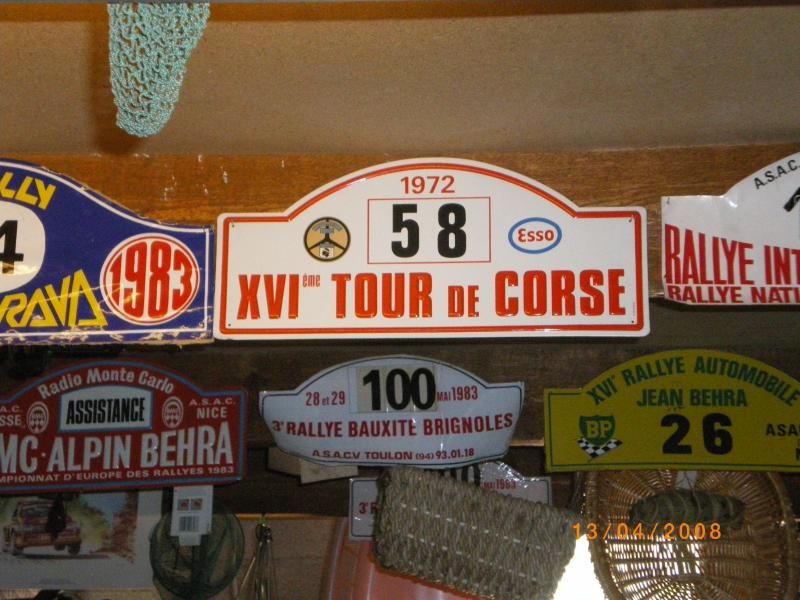 LLY
4
RAVA
1983
1972
58
Esso
XVIème TOUR DE CORSE
A.S.A.C.
RALLYE INT
RALLYE NATI
Radio Monte Carlo
ASSISTANCE
A.S.A.C.
NICE
MC·ALPIN BEHRA
MPIONNAT D'EUROPE DES RALLYES 1983
28 et 29
100
MAI 1983
3e RALLYE BAUXITE BRIGNOLES
A.S.A.C.V TOULON (94) 93.01.18
XVIe RALLYE AUTOMOBILE
JEAN BEHRA
BP
26
ASA
13/04/2008